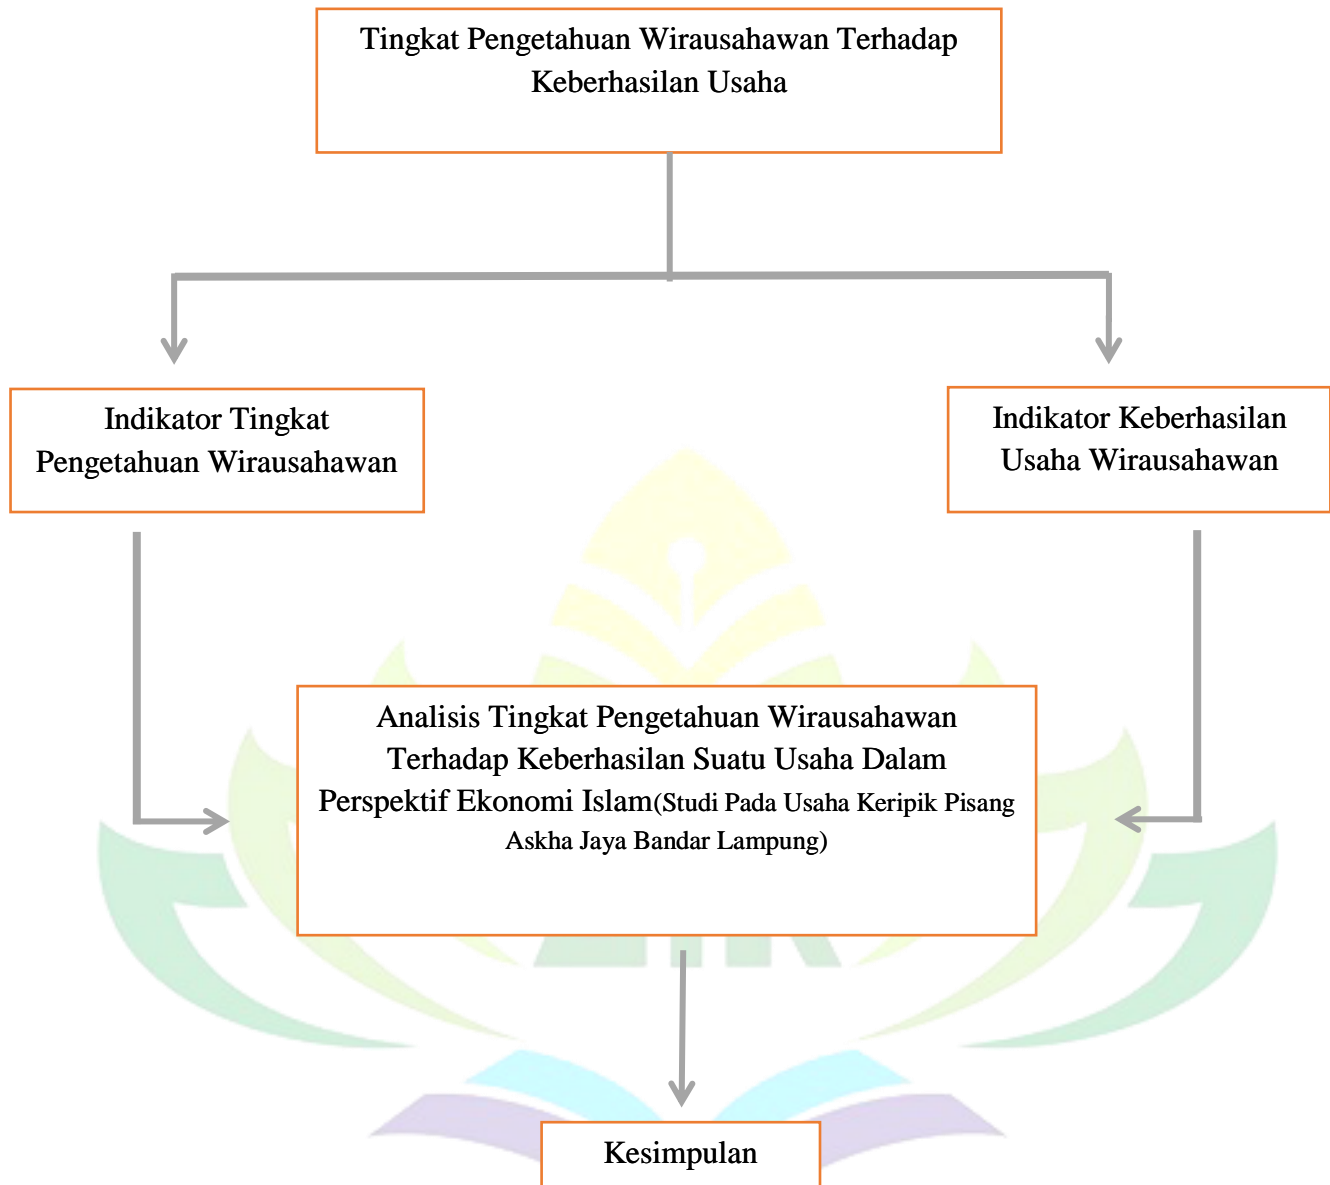 Tingkat Pengetahuan Wirausahawan Terhadap
Keberhasilan Usaha
Indikator Tingkat
Pengetahuan Wirausahawan
Indikator Keberhasilan
Usaha Wirausahawan
Analisis Tingkat Pengetahuan Wirausahawan
Terhadap Keberhasilan Suatu Usaha Dalam
Perspektif Ekonomi Islam(Studi Pada Usaha Keripik Pisang
Askha Jaya Bandar Lampung)
Kesimpulan